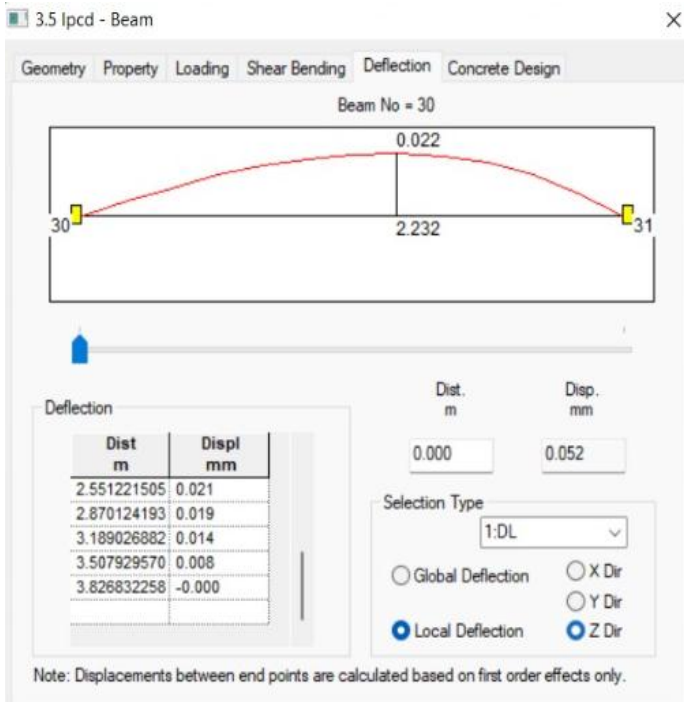 3.5 lpcd - Beam
Geometry Property Loading Shear Bending Deflection Concrete Design
Beam No = 30
0.022
30 2.232 31
Dist. Disp.
m mm
0.000 0.052
Deflection
Dist Displ
m mm
2.551221505 0.021
2.870124193 0.019
3.189026882 0.014
3.507929570 0.008
3.826832258 -0.000
Selection Type
1:DL
Global Deflection X Dir
Y Dir
Local Deflection Z Dir
Note: Displacements between end points are calculated based on first order effects only.